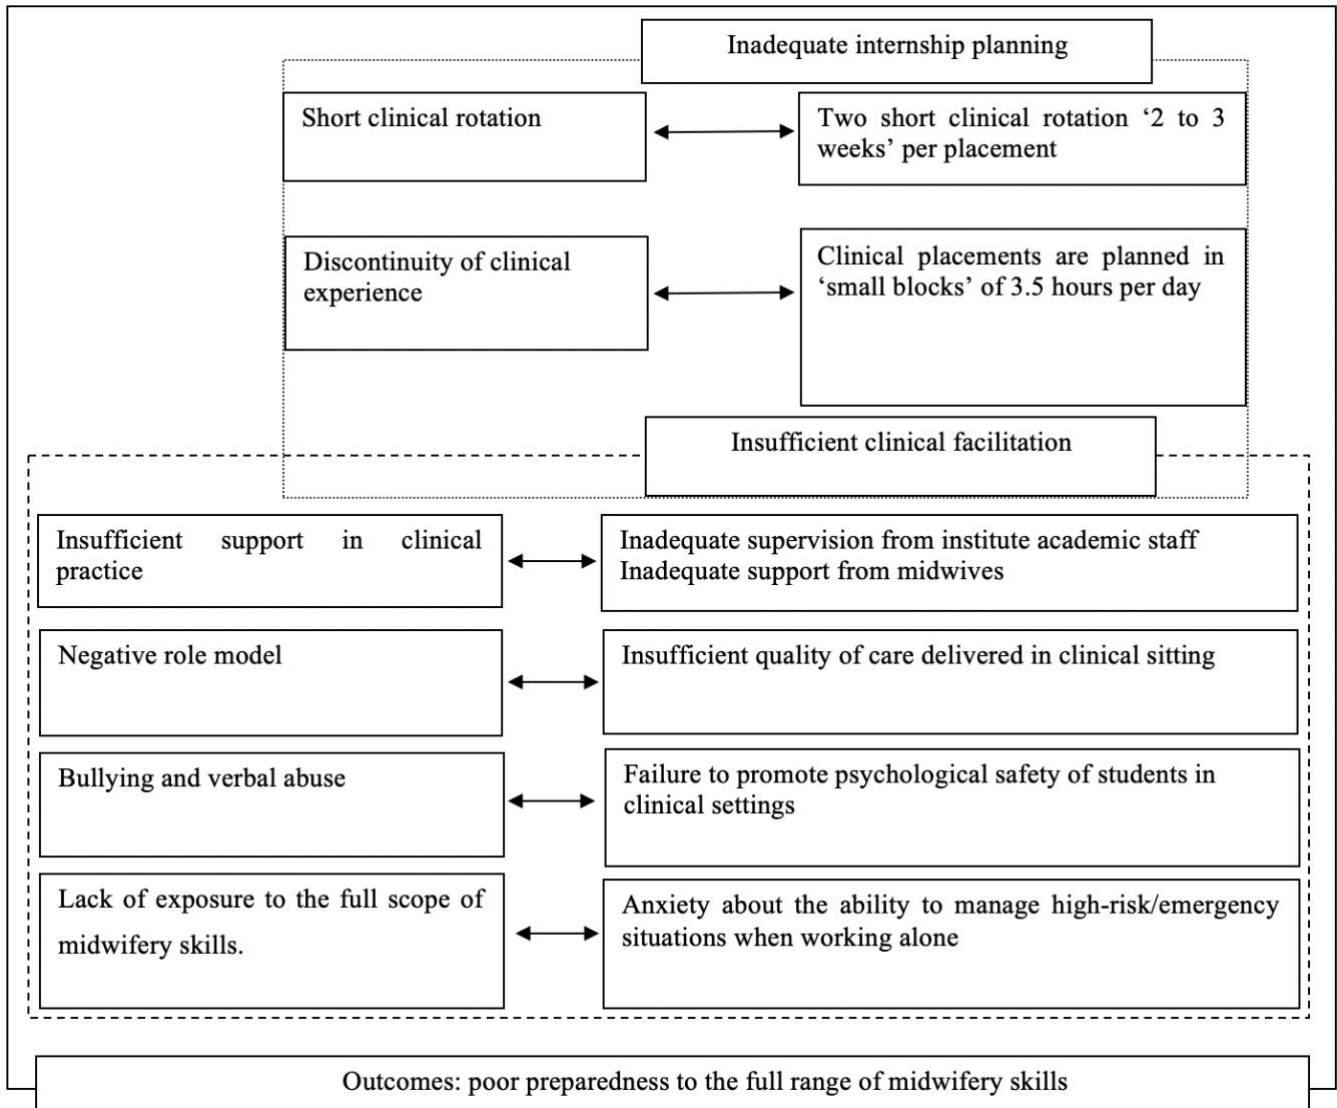 Inadequate internship planning
Short clinical rotation
Two short clinical rotation ‘2 to 3
weeks’ per placement
Discontinuity of clinical
experience
Clinical placements are planned in
‘small blocks’ of 3.5 hours per day
Insufficient clinical facilitation
Insufficient support in clinical
practice
Inadequate supervision from institute academic staff
Inadequate support from midwives
Negative role model
Insufficient quality of care delivered in clinical sitting
Bullying and verbal abuse
Failure to promote psychological safety of students in
clinical settings
Lack of exposure to the full scope of
midwifery skills.
Anxiety about the ability to manage high-risk/emergency
situations when working alone
Outcomes: poor preparedness to the full range of midwifery skills